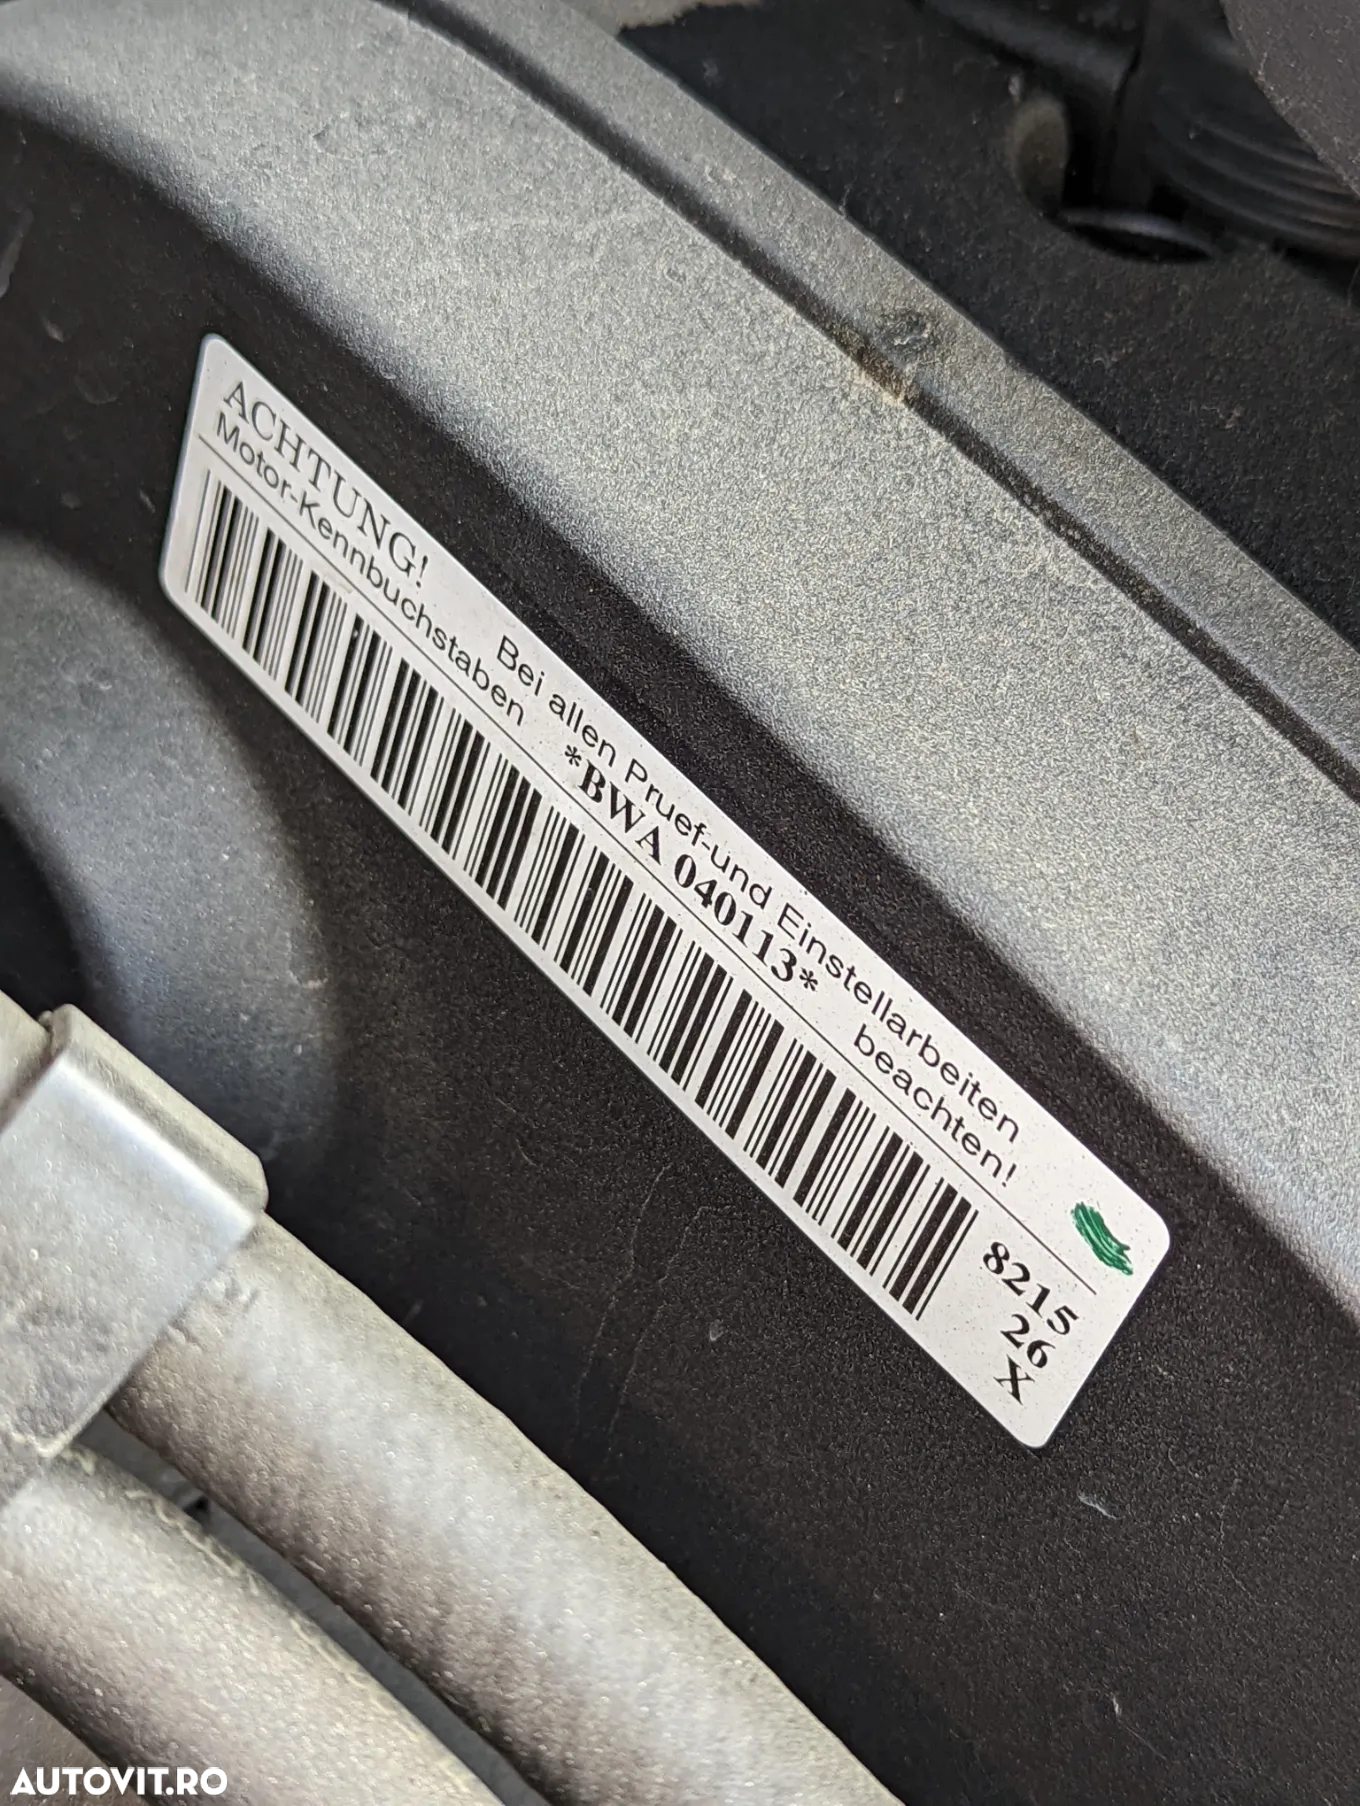 ACHTUNG! Bei allen Pruef-und Einstellarbeiten
Motor-Kennbuchstaben *BWA 040113* beachten!
8215
26
X
AUTOVIT.RO